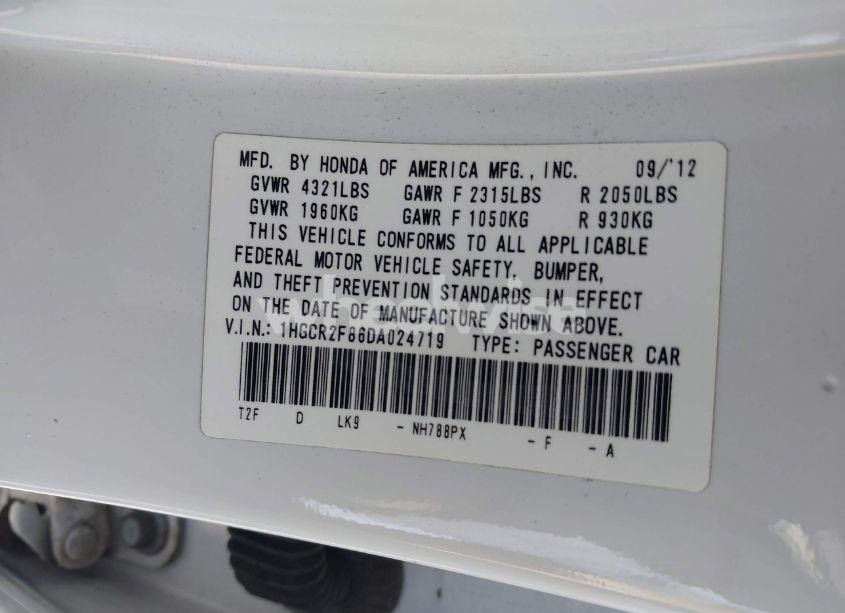 MFD. BY HONDA OF AMERICA MFG., INC. 09/'12
GVWR 4321LBS GAWR F 2315LBS R 2050LBS
GVWR 1960KG GAWR F 1050KG R 930KG
THIS VEHICLE CONFORMS TO ALL APPLICABLE
FEDERAL MOTOR VEHICLE SAFETY, BUMPER,
AND THEFT PREVENTION STANDARDS IN EFFECT
ON THE DATE OF MANUFACTURE SHOWN ABOVE.
V.I.N.: 1HGCR2F86DA024719 TYPE: PASSENGER CAR
T2F D LK9 - NH788PX - F - A
wheelwise